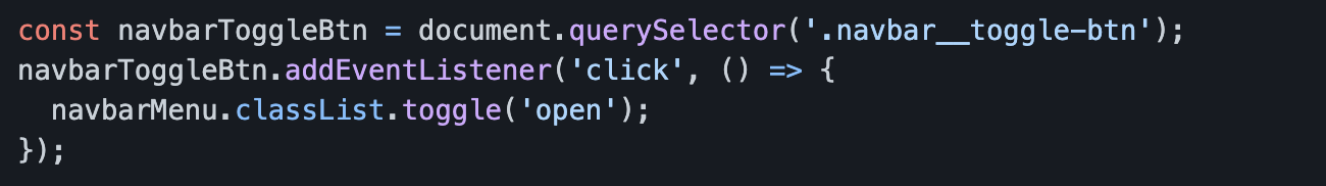 const navbarToggleBtn = document.querySelector('.navbar__toggle-btn');
navbarToggleBtn.addEventListener('click', () => {
  navbarMenu.classList.toggle('open');
});